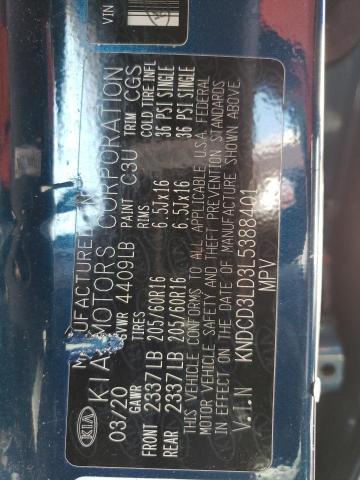 VIN
KIA
MANUFACTURED BY
KIA MOTORS CORPORATION
03/20 GVWR 4409LB PAINT C3U TRIM CGS
GAWR TIRES RIMS COLD TIRE INFL
FRONT 2337LB 205/60R16 6.5JX16 36 PSI SINGLE
REAR 2337LB 205/60R16 6.5JX16 36 PSI SINGLE
THIS VEHICLE CONFORMS TO ALL APPLICABLE U.S.A. FEDERAL
MOTOR VEHICLE SAFETY AND THEFT PREVENTION STANDARDS
IN EFFECT ON THE DATE OF MANUFACTURE SHOWN ABOVE.
V.I.N KNDCD3LD3L5388401
MPV